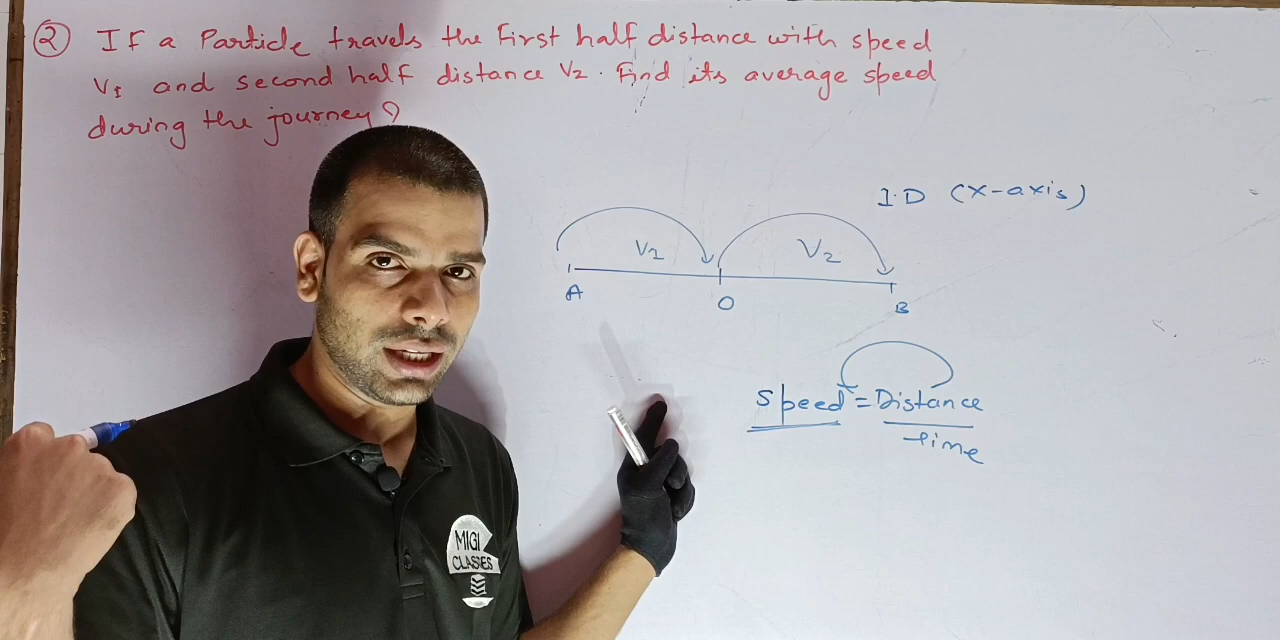 ② If a Particle travels the First half distance with speed
V₁ and second half distance V₂. Find its average speed
during the journey?
1.D (x-axis)
V₁
V₂
A
O
B
Speed = Distance
time
MIGI
CLASSES